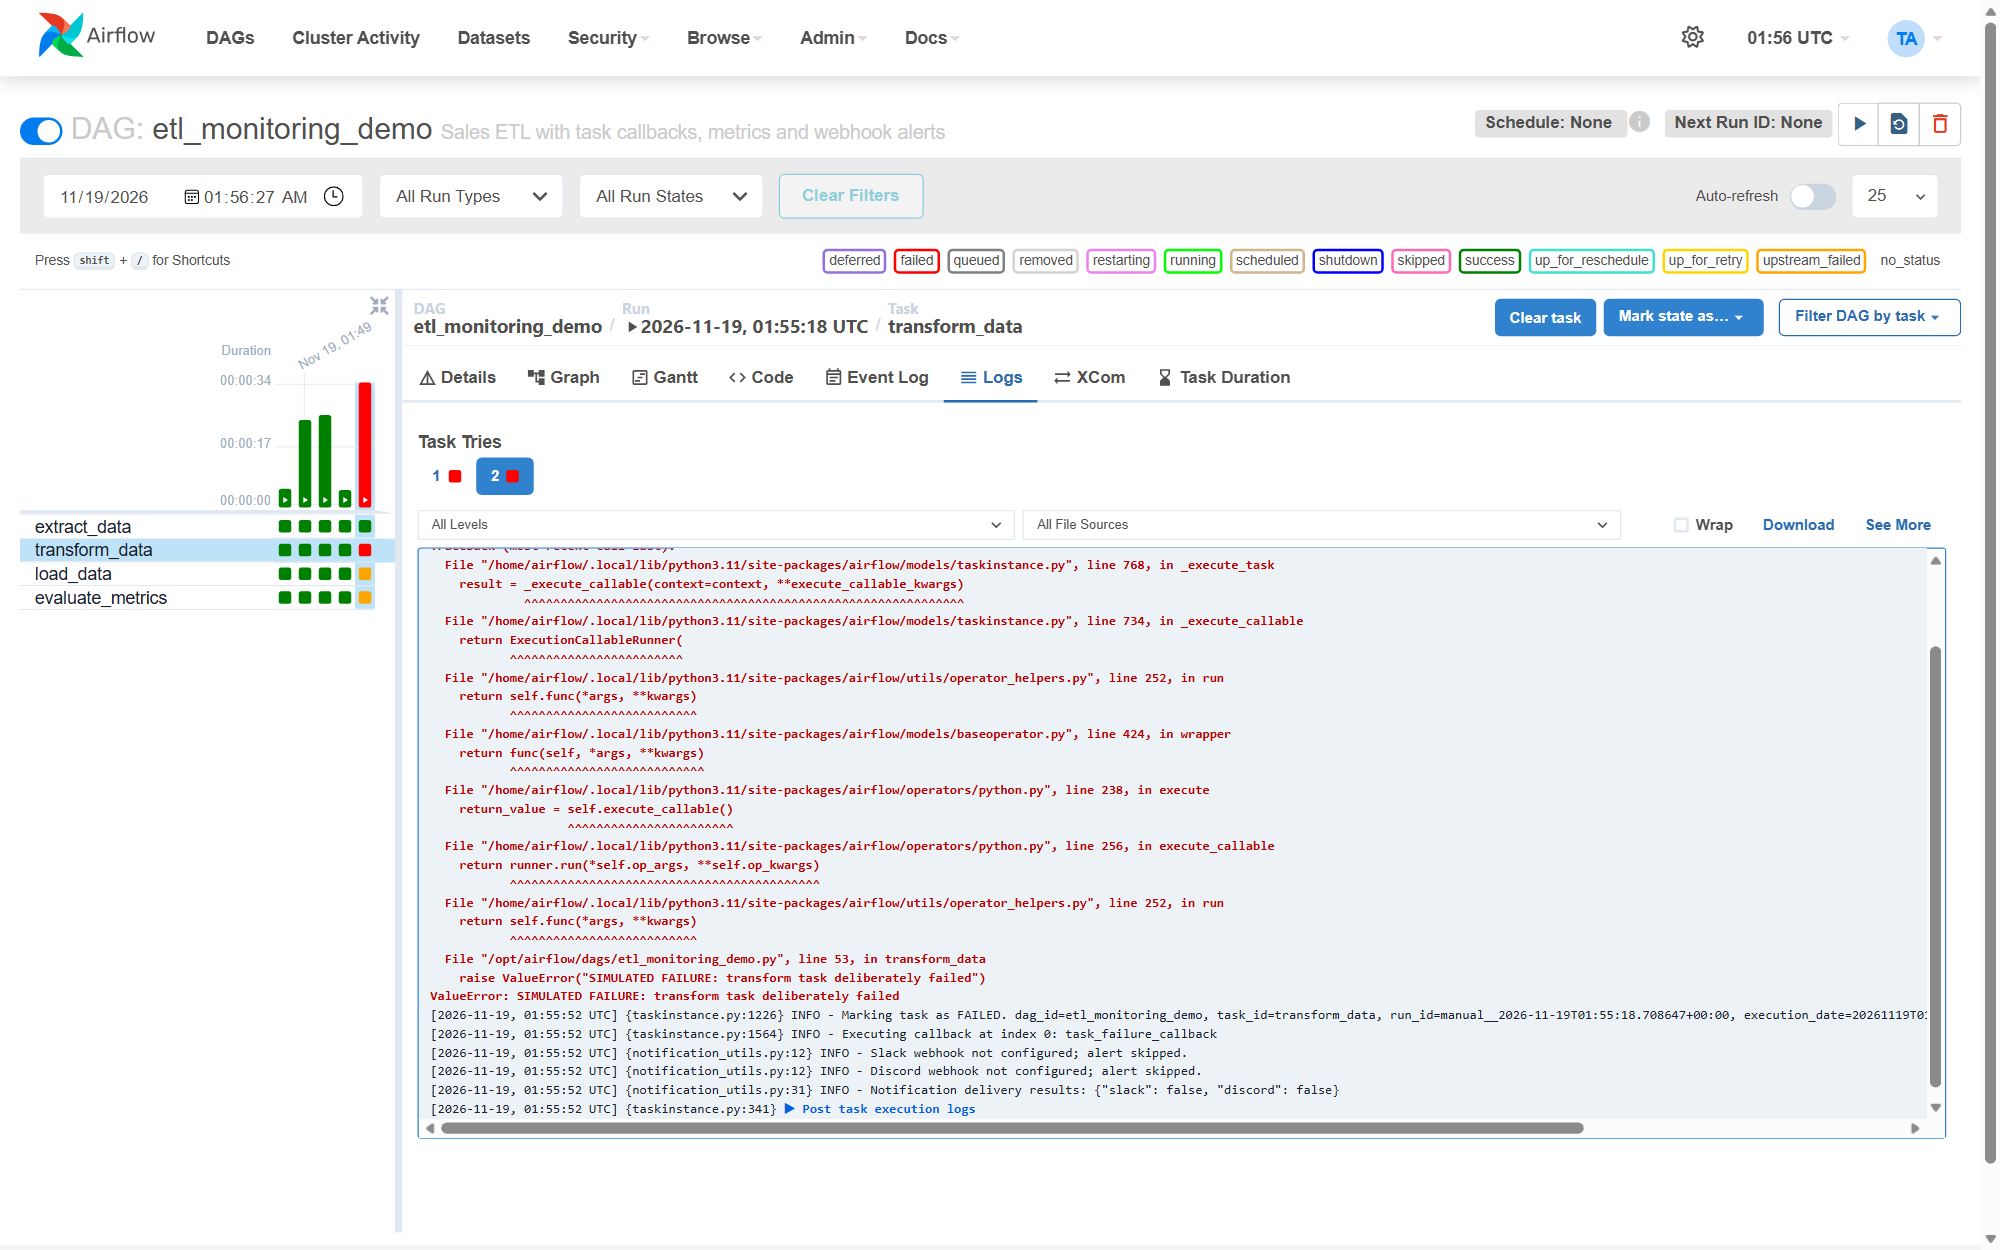 Airflow
DAGs
Cluster Activity
Datasets
Security
Browse
Admin
Docs
01:56 UTC
TA
DAG: etl_monitoring_demo Sales ETL with task callbacks, metrics and webhook alerts
Schedule: None
Next Run ID: None
11/19/2026
01:56:27 AM
All Run Types
All Run States
Clear Filters
Auto-refresh
25
Press shift + / for Shortcuts
deferred
failed
queued
removed
restarting
running
scheduled
shutdown
skipped
success
up_for_reschedule
up_for_retry
upstream_failed
no_status
Nov 19, 01:49
Duration
00:00:34
00:00:17
00:00:00
extract_data
transform_data
load_data
evaluate_metrics
DAG
etl_monitoring_demo
/
Run
2026-11-19, 01:55:18 UTC
/
Task
transform_data
Clear task
Mark state as...
Filter DAG by task
Details
Graph
Gantt
Code
Event Log
Logs
XCom
Task Duration
Task Tries
1
2
All Levels
All File Sources
Wrap
Download
See More
Traceback (most recent call last):
File "/home/airflow/.local/lib/python3.11/site-packages/airflow/models/taskinstance.py", line 768, in _execute_task
result = _execute_callable(context=context, **execute_callable_kwargs)
^^^^^^^^^^^^^^^^^^^^^^^^^^^^^^^^^^^^^^^^^^^^^^^^^^^^^^^^^^^^^
File "/home/airflow/.local/lib/python3.11/site-packages/airflow/models/taskinstance.py", line 734, in _execute_callable
return ExecutionCallableRunner(
^^^^^^^^^^^^^^^^^^^^^^^^
File "/home/airflow/.local/lib/python3.11/site-packages/airflow/utils/operator_helpers.py", line 252, in run
return self.func(*args, **kwargs)
^^^^^^^^^^^^^^^^^^^^^^^^^^
File "/home/airflow/.local/lib/python3.11/site-packages/airflow/models/baseoperator.py", line 424, in wrapper
return func(self, *args, **kwargs)
^^^^^^^^^^^^^^^^^^^^^^^^^^^
File "/home/airflow/.local/lib/python3.11/site-packages/airflow/operators/python.py", line 238, in execute
return_value = self.execute_callable()
^^^^^^^^^^^^^^^^^^^^^^^
File "/home/airflow/.local/lib/python3.11/site-packages/airflow/operators/python.py", line 256, in execute_callable
return runner.run(*self.op_args, **self.op_kwargs)
^^^^^^^^^^^^^^^^^^^^^^^^^^^^^^^^^^^^^^^^^^^
File "/home/airflow/.local/lib/python3.11/site-packages/airflow/utils/operator_helpers.py", line 252, in run
return self.func(*args, **kwargs)
^^^^^^^^^^^^^^^^^^^^^^^^^^
File "/opt/airflow/dags/etl_monitoring_demo.py", line 53, in transform_data
raise ValueError("SIMULATED FAILURE: transform task deliberately failed")
ValueError: SIMULATED FAILURE: transform task deliberately failed
[2026-11-19, 01:55:52 UTC] {taskinstance.py:1226} INFO - Marking task as FAILED. dag_id=etl_monitoring_demo, task_id=transform_data, run_id=manual__2026-11-19T01:55:18.708647+00:00, execution_date=20261119T01
[2026-11-19, 01:55:52 UTC] {taskinstance.py:1564} INFO - Executing callback at index 0: task_failure_callback
[2026-11-19, 01:55:52 UTC] {notification_utils.py:12} INFO - Slack webhook not configured; alert skipped.
[2026-11-19, 01:55:52 UTC] {notification_utils.py:12} INFO - Discord webhook not configured; alert skipped.
[2026-11-19, 01:55:52 UTC] {notification_utils.py:31} INFO - Notification delivery results: {"slack": false, "discord": false}
[2026-11-19, 01:55:52 UTC] {taskinstance.py:341} ▶ Post task execution logs